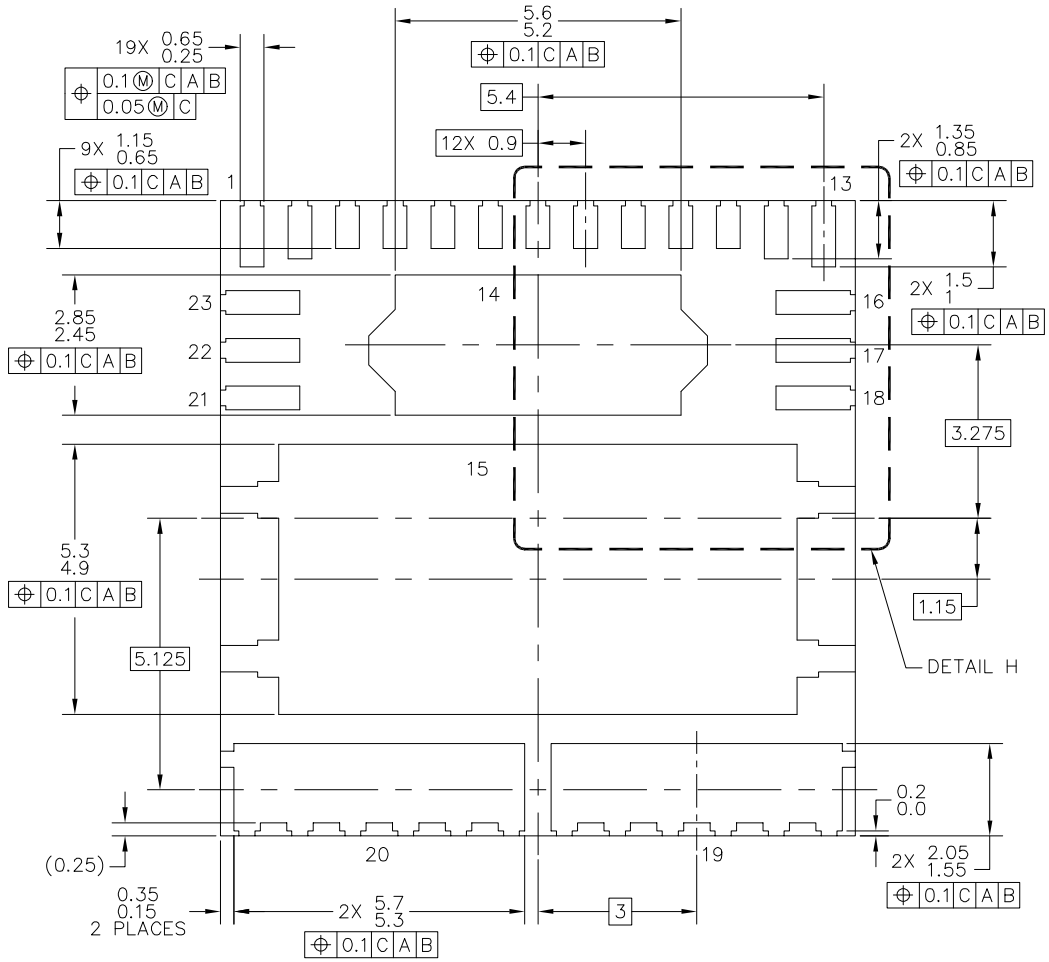 5.6
5.2
⌖ 0.1 C A B
19X 0.65
0.25
⌖ 0.1 Ⓜ C A B
0.05 Ⓜ C
5.4
12X 0.9
9X 1.15
0.65
⌖ 0.1 C A B
2X 1.35
0.85
⌖ 0.1 C A B
1
13
2X 1.5
1
⌖ 0.1 C A B
14
23
16
22
17
21
18
2.85
2.45
⌖ 0.1 C A B
3.275
15
5.3
4.9
⌖ 0.1 C A B
1.15
5.125
DETAIL H
0.2
0.0
(0.25)
20
19
2X 2.05
1.55
⌖ 0.1 C A B
0.35
0.15
2 PLACES
2X 5.7
5.3
⌖ 0.1 C A B
3